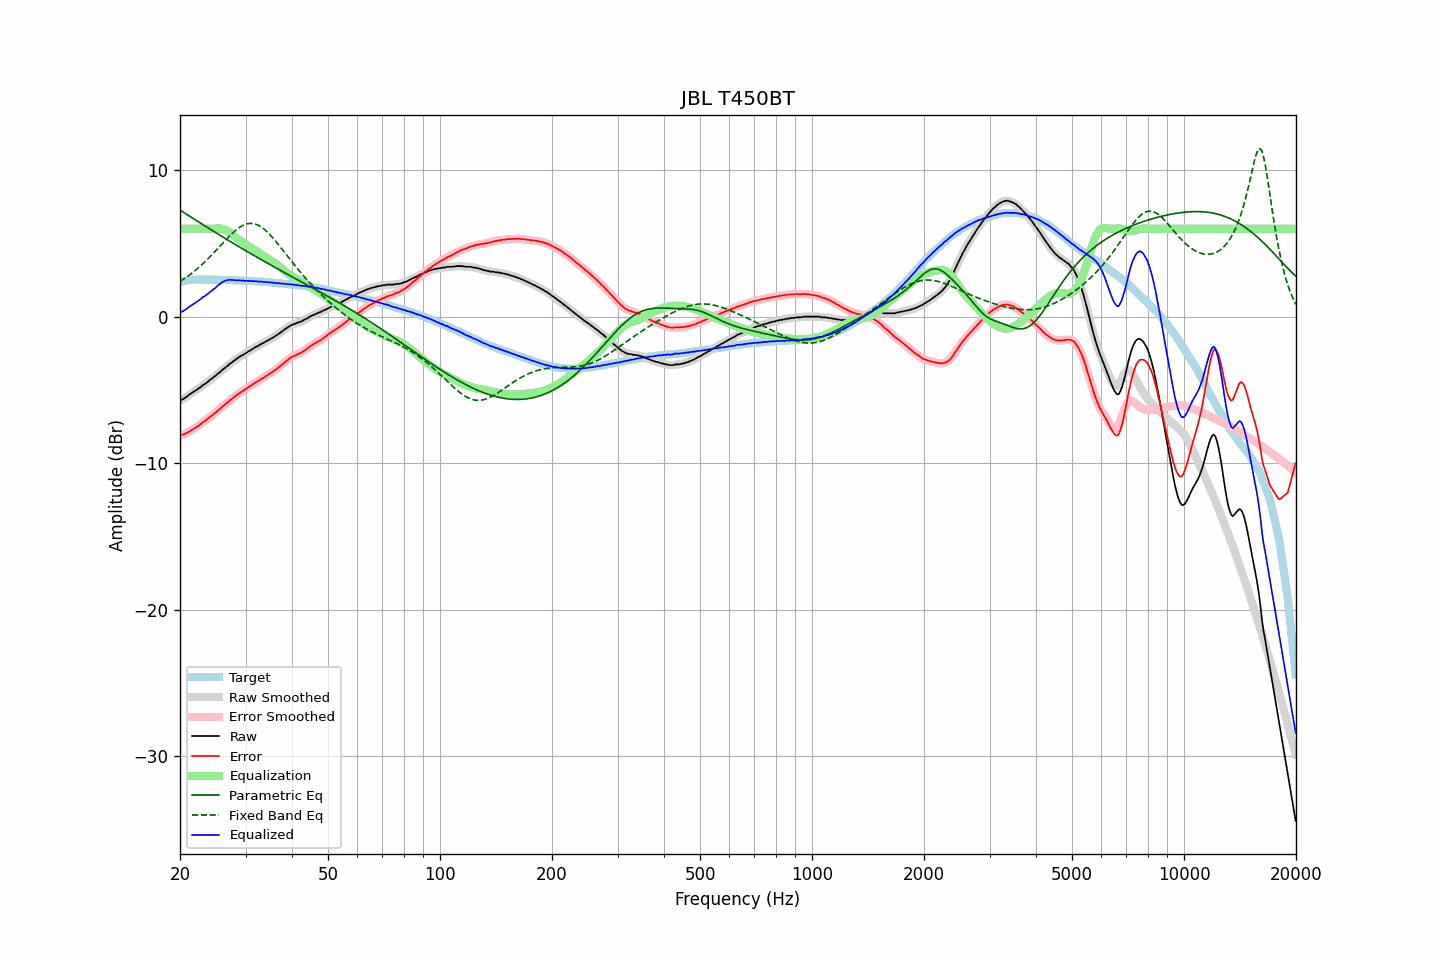 JBL T450BT
Amplitude (dBr)
10
0
−10
−20
−30
Target
Raw Smoothed
Error Smoothed
Raw
Error
Equalization
Parametric Eq
Fixed Band Eq
Equalized
20 50 100 200 500 1000 2000 5000 10000 20000
Frequency (Hz)